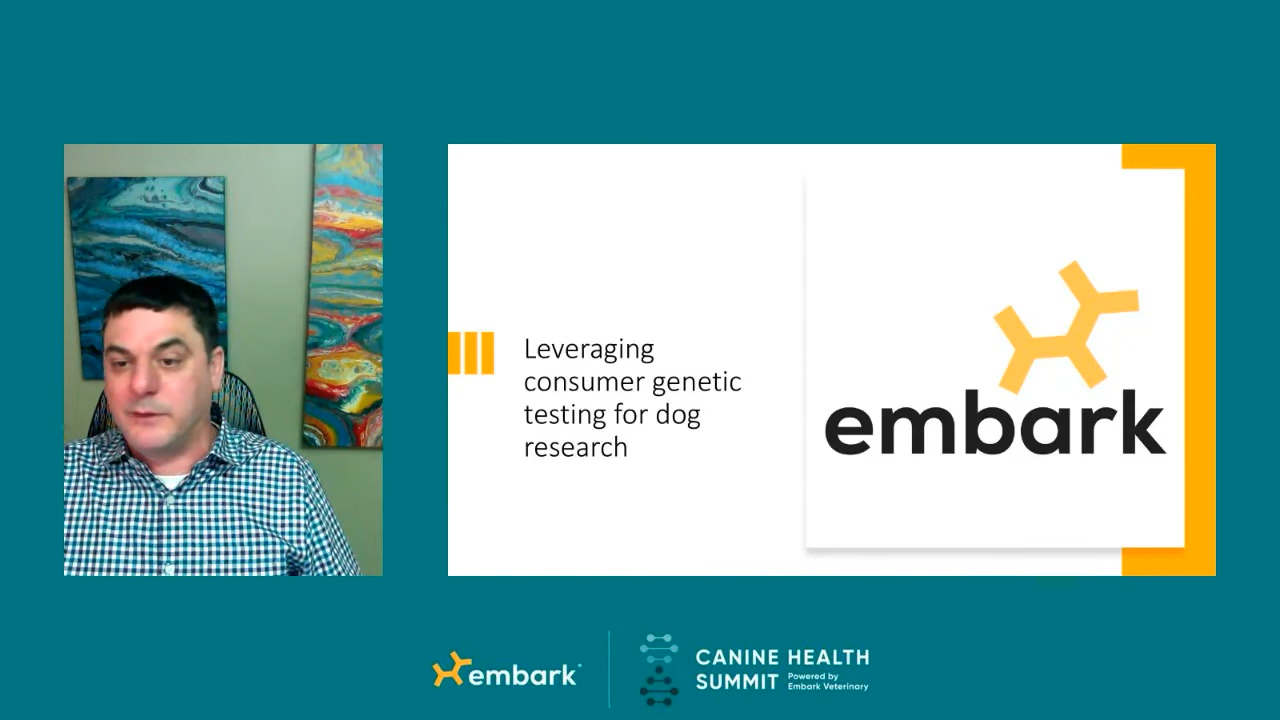 Leveraging
consumer genetic
testing for dog
research
embark
embark®
CANINE HEALTH
SUMMIT Powered by
Embark Veterinary